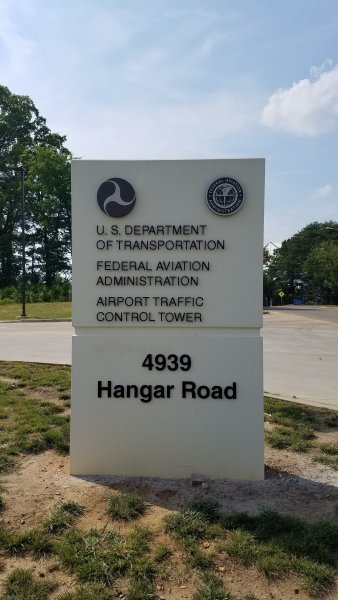 U. S. DEPARTMENT
OF TRANSPORTATION
FEDERAL AVIATION
ADMINISTRATION
AIRPORT TRAFFIC
CONTROL TOWER
4939
Hangar Road